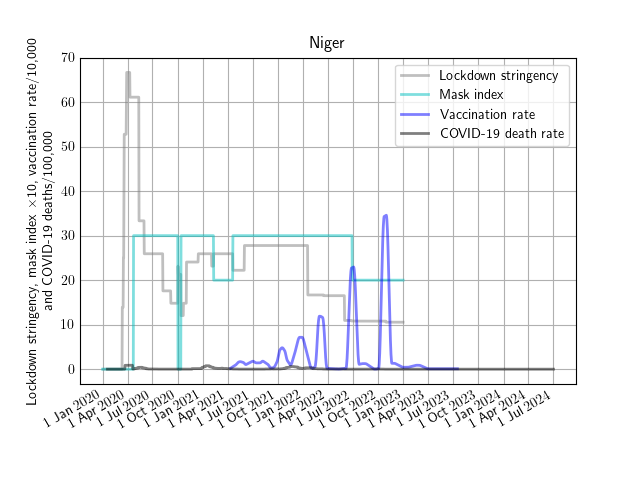 Niger
Lockdown stringency, mask index ×10, vaccination rate/10,000
and COVID-19 deaths/100,000
70
60
50
40
30
20
10
0
Lockdown stringency
Mask index
Vaccination rate
COVID-19 death rate
1 Jan 2020
1 Apr 2020
1 Jul 2020
1 Oct 2020
1 Jan 2021
1 Apr 2021
1 Jul 2021
1 Oct 2021
1 Jan 2022
1 Apr 2022
1 Jul 2022
1 Oct 2022
1 Jan 2023
1 Apr 2023
1 Jul 2023
1 Oct 2023
1 Jan 2024
1 Apr 2024
1 Jul 2024